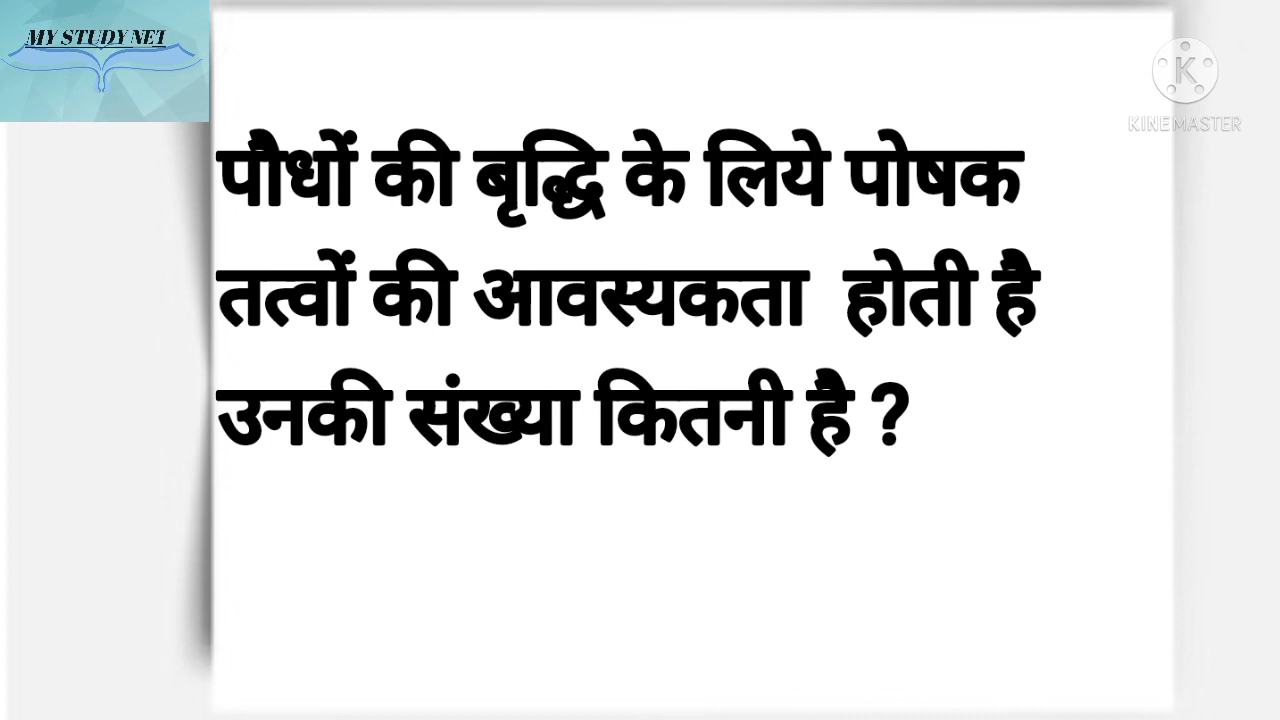 MY STUDY NET
KINEMASTER
पौधों की बृद्धि के लिये पोषक
तत्वों की आवस्यकता होती है
उनकी संख्या कितनी है ?